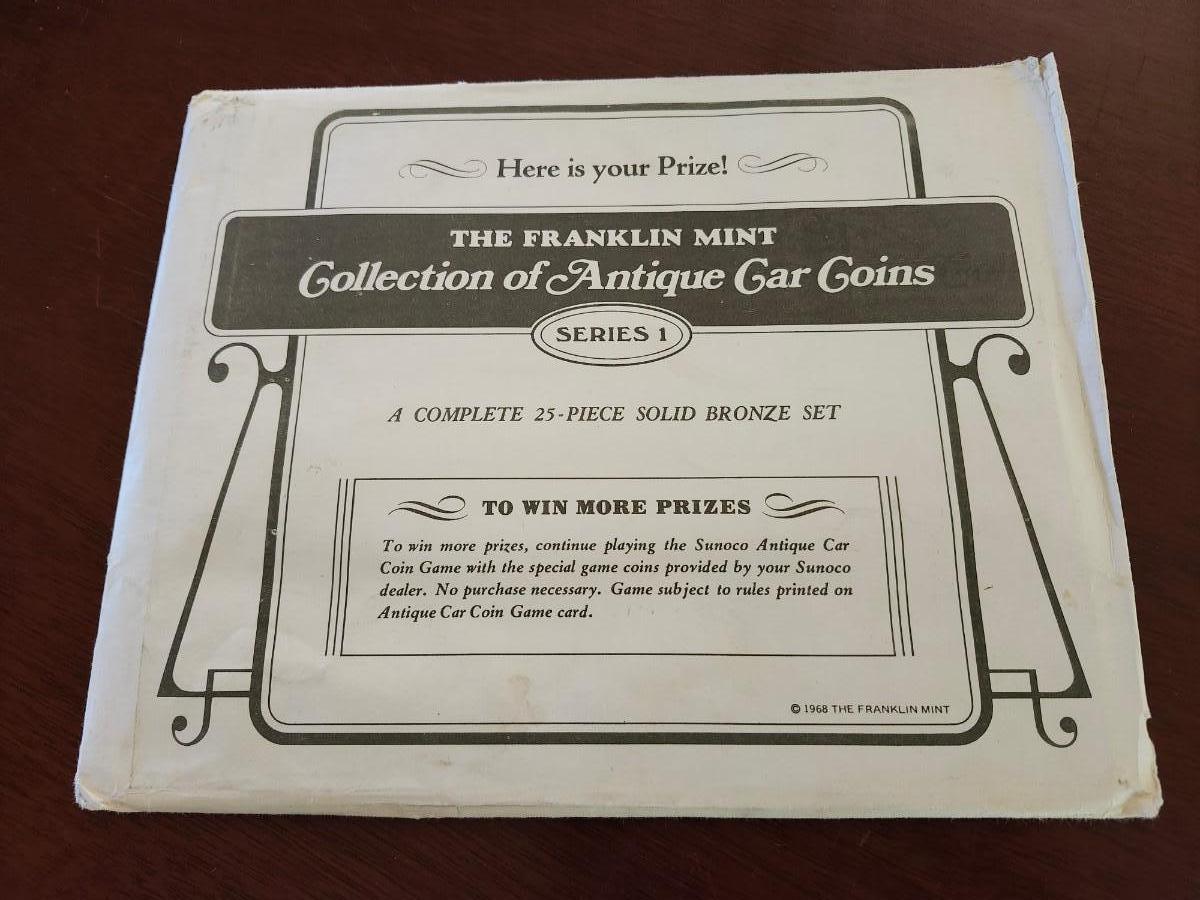 Here is your Prize!
THE FRANKLIN MINT
Collection of Antique Car Coins
SERIES 1
A COMPLETE 25-PIECE SOLID BRONZE SET
TO WIN MORE PRIZES
To win more prizes, continue playing the Sunoco Antique Car
Coin Game with the special game coins provided by your Sunoco
dealer. No purchase necessary. Game subject to rules printed on
Antique Car Coin Game card.
© 1968 THE FRANKLIN MINT